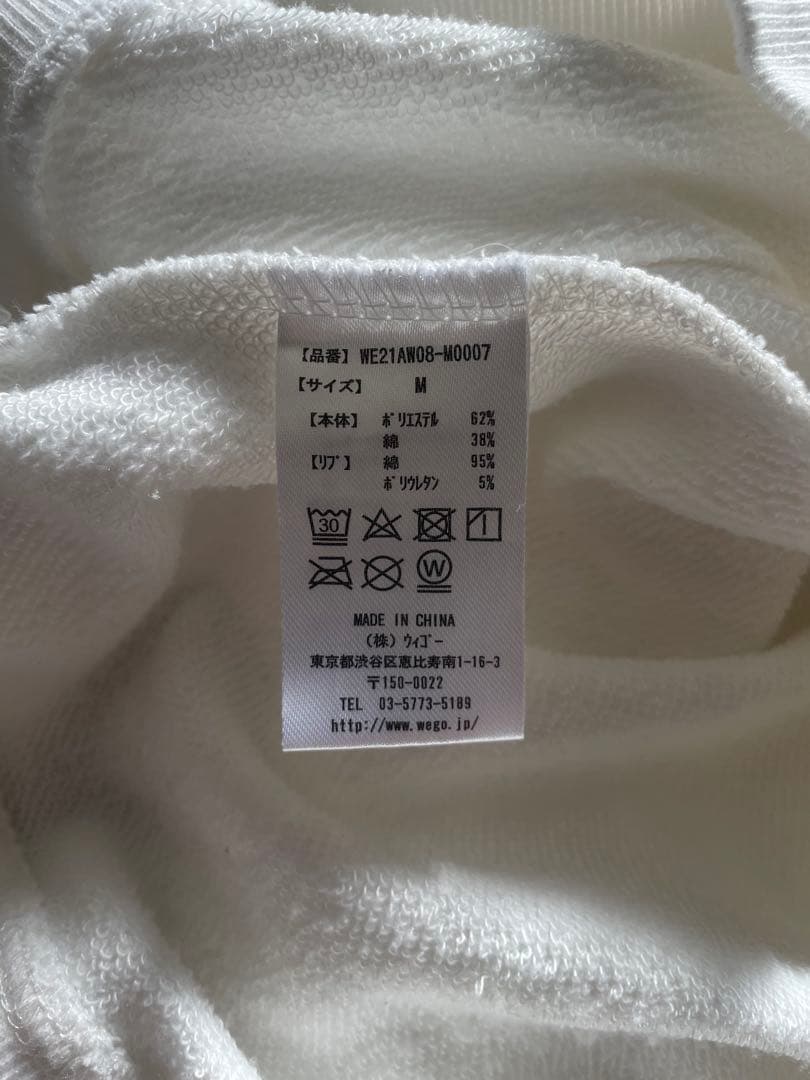 【品番】 WE21AW08-M0007
【サイズ】 M
【本体】 ポリエステル 62%
綿 38%
【リブ】 綿 95%
ポリウレタン 5%
30
W
MADE IN CHINA
(株) ウィゴー
東京都渋谷区恵比寿南1-16-3
〒150-0022
TEL 03-5773-5189
http://www.wego.jp/